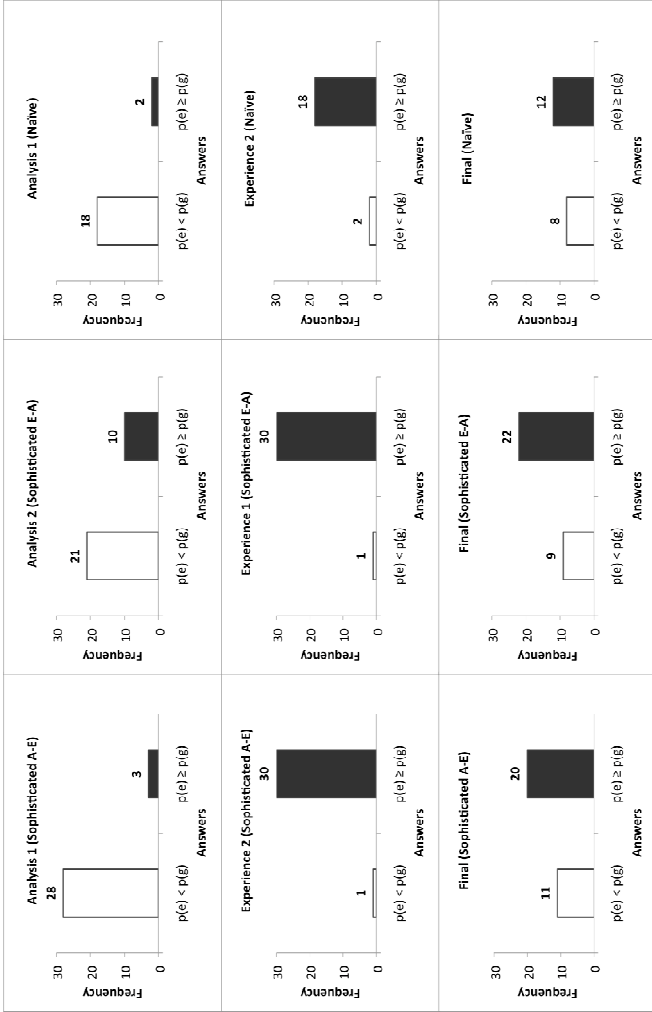 Analysis 1 (Sophisticated A-E)
28
3
30
20
10
0
Frequency
p(e) < p(g)
p(e) ≥ p(g)
Answers
Analysis 2 (Sophisticated E-A)
21
10
30
20
10
0
Frequency
p(e) < p(g)
p(e) ≥ p(g)
Answers
Analysis 1 (Naïve)
18
2
30
20
10
0
Frequency
p(e) < p(g)
p(e) ≥ p(g)
Answers
Experience 2 (Sophisticated A-E)
1
30
30
20
10
0
Frequency
p(e) < p(g)
p(e) ≥ p(g)
Answers
Experience 1 (Sophisticated E-A)
1
30
30
20
10
0
Frequency
p(e) < p(g)
p(e) ≥ p(g)
Answers
Experience 2 (Naïve)
2
18
30
20
10
0
Frequency
p(e) < p(g)
p(e) ≥ p(g)
Answers
Final (Sophisticated A-E)
11
20
30
20
10
0
Frequency
p(e) < p(g)
p(e) ≥ p(g)
Answers
Final (Sophisticated E-A)
9
22
30
20
10
0
Frequency
p(e) < p(g)
p(e) ≥ p(g)
Answers
Final (Naïve)
8
12
30
20
10
0
Frequency
p(e) < p(g)
p(e) ≥ p(g)
Answers